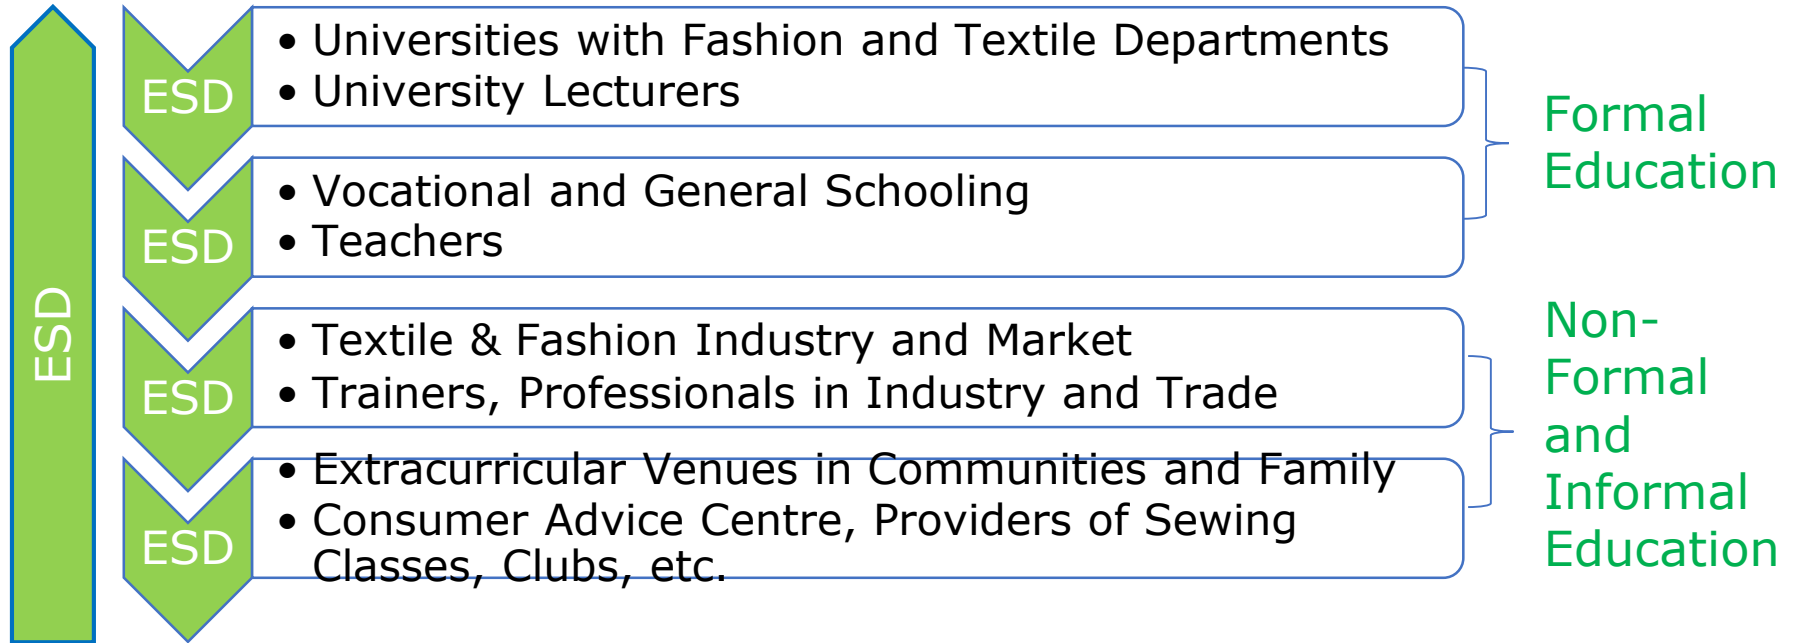 ESD
ESD
• Universities with Fashion and Textile Departments
• University Lecturers
ESD
• Vocational and General Schooling
• Teachers
Formal
Education
ESD
• Textile & Fashion Industry and Market
• Trainers, Professionals in Industry and Trade
ESD
• Extracurricular Venues in Communities and Family
• Consumer Advice Centre, Providers of Sewing
Classes, Clubs, etc.
Non-
Formal
and
Informal
Education